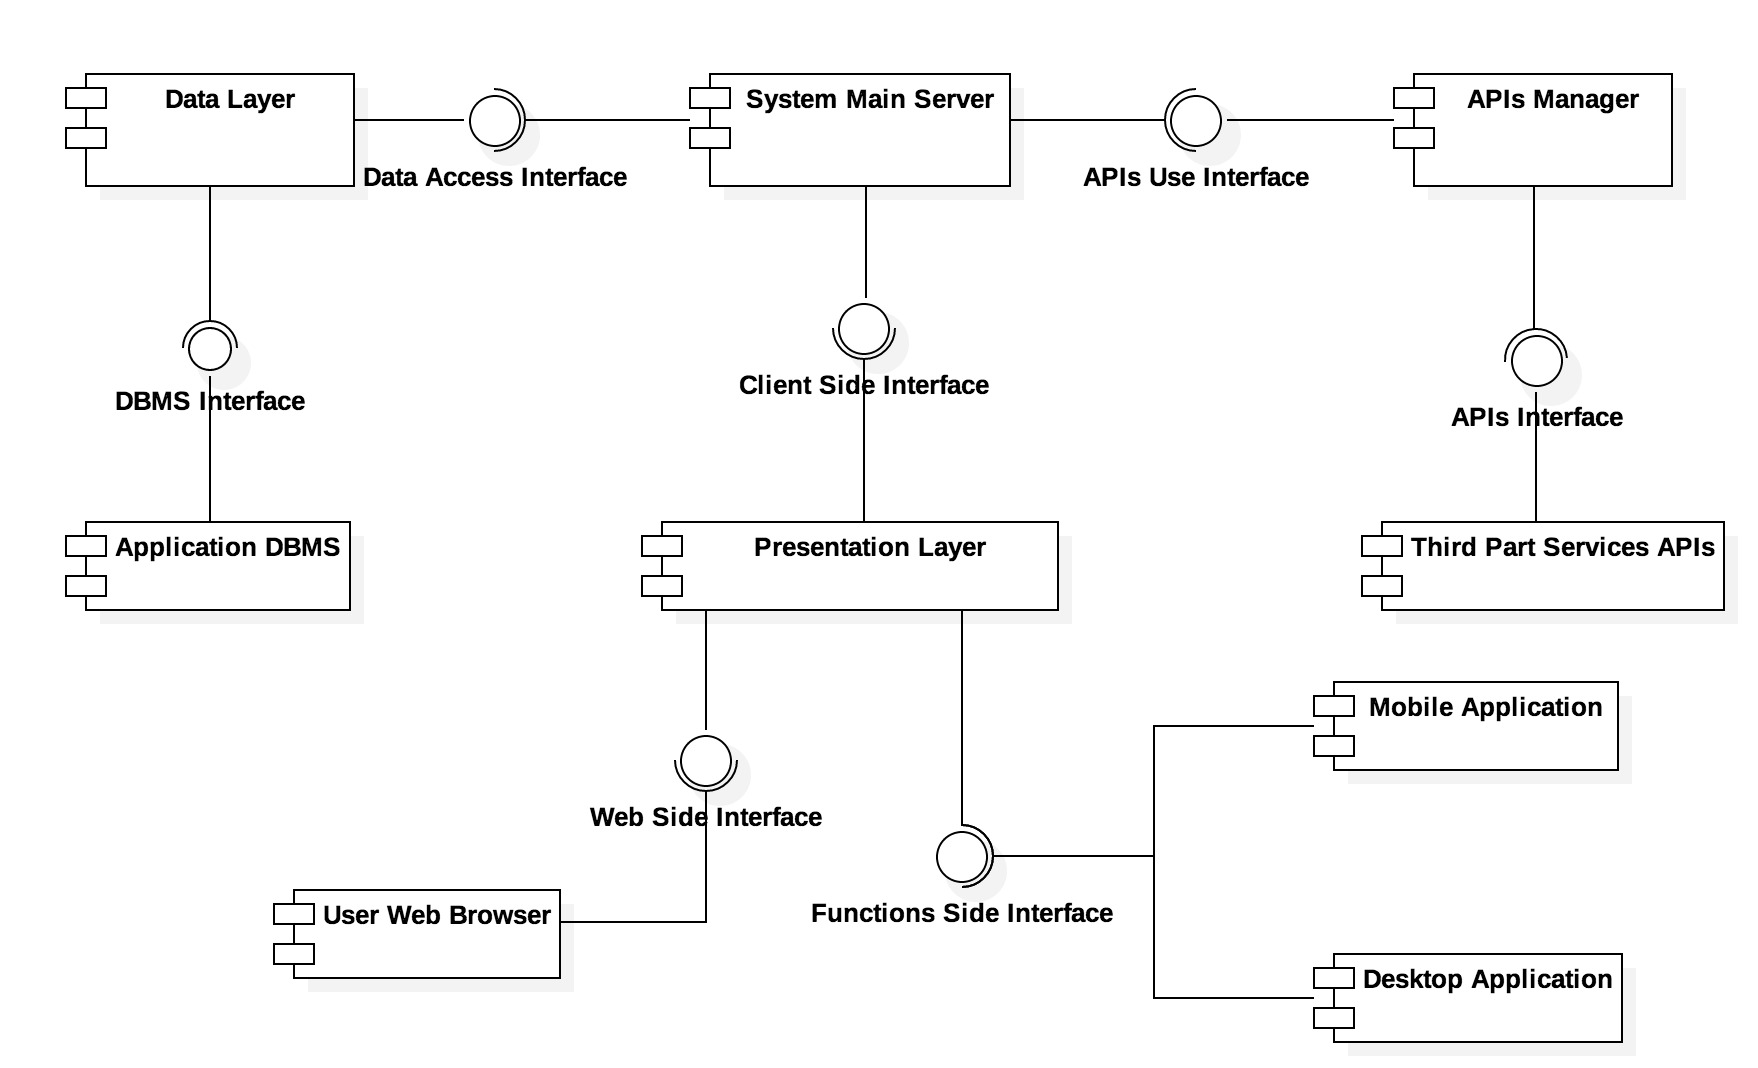 Data Layer
System Main Server
APIs Manager
Data Access Interface
APIs Use Interface
Client Side Interface
DBMS Interface
APIs Interface
Application DBMS
Presentation Layer
Third Part Services APIs
Mobile Application
Web Side Interface
User Web Browser
Functions Side Interface
Desktop Application